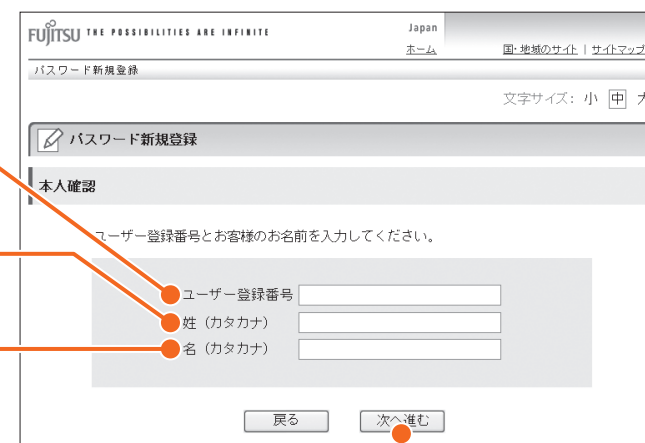 FUJITSU THE POSSIBILITIES ARE INFINITE
Japan
ホーム
国・地域のサイト | サイトマップ
パスワード新規登録
文字サイズ: 小 中
パスワード新規登録
本人確認
ユーザー登録番号とお客様のお名前を入力してください。
ユーザー登録番号
姓 (カタカナ)
名 (カタカナ)
戻る
次へ進む